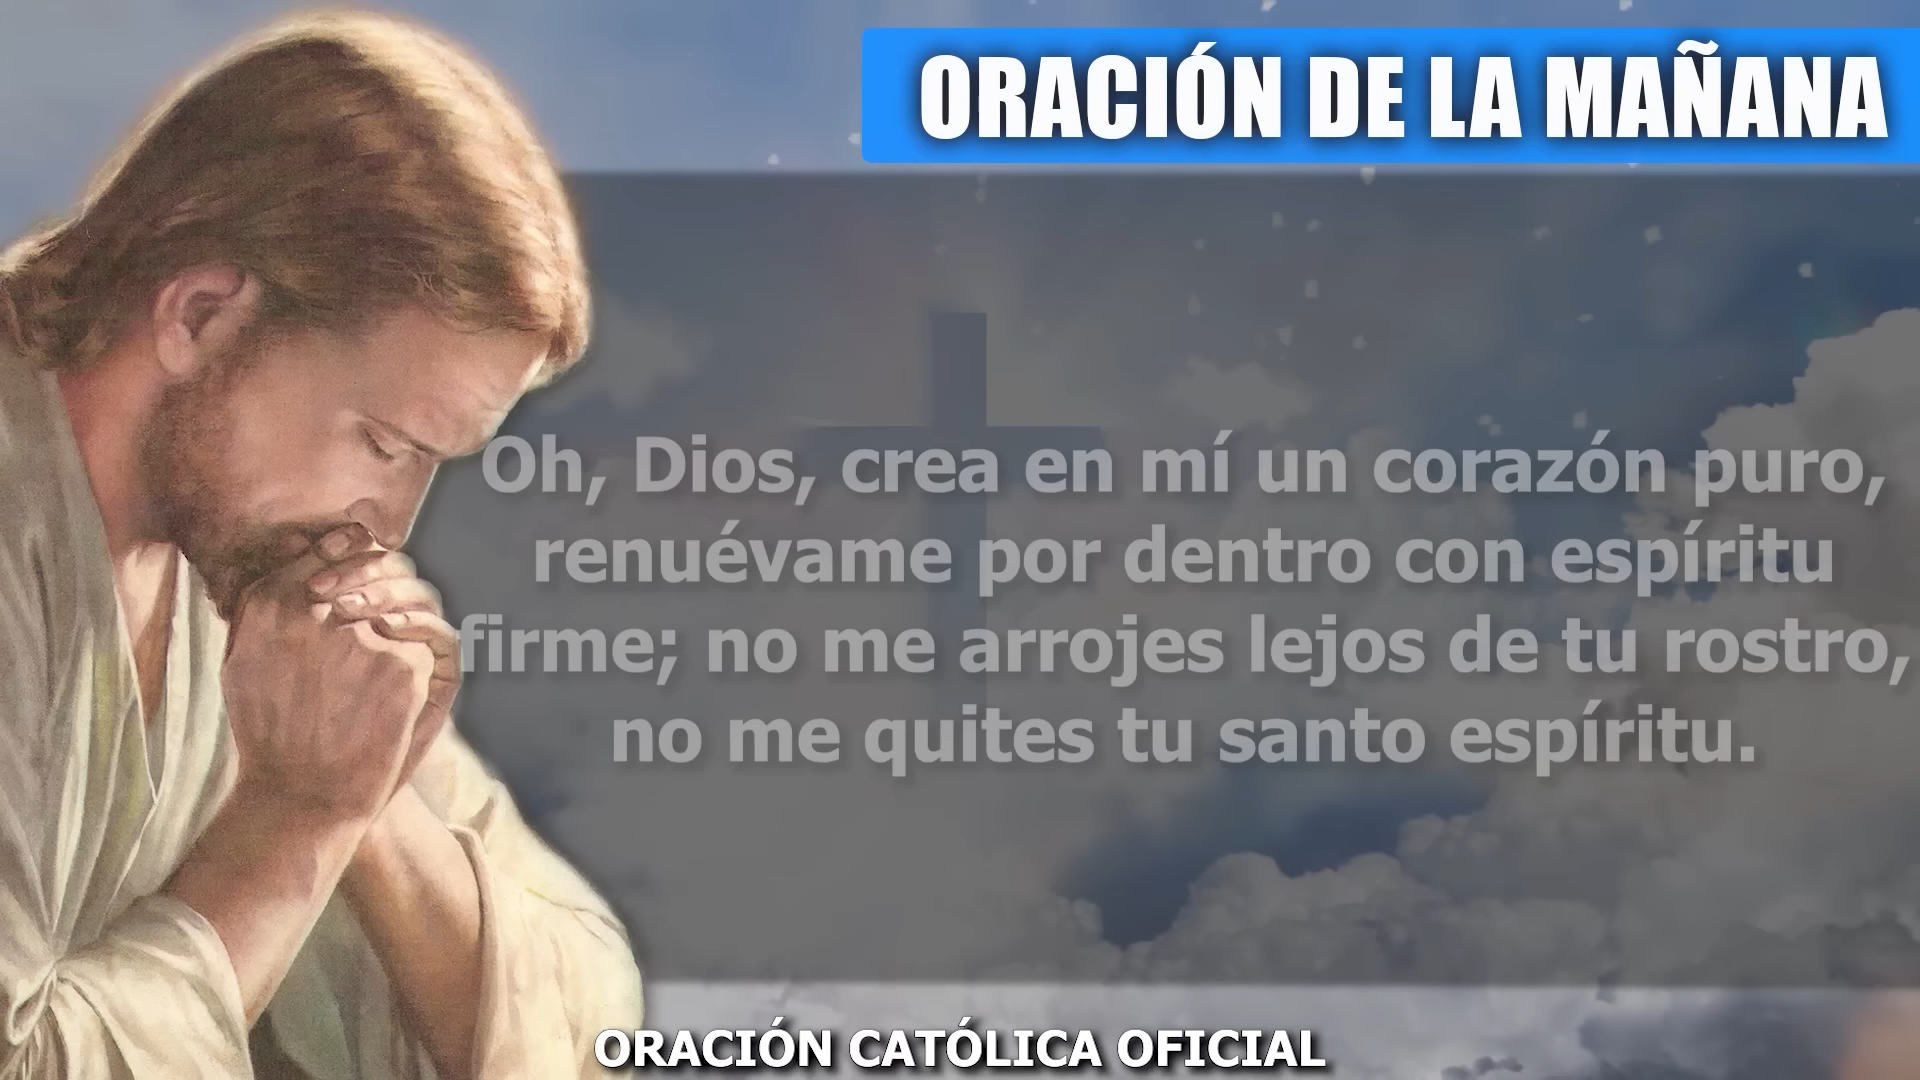 ORACIÓN DE LA MAÑANA
Oh, Dios, crea en mí un corazón puro,
renuévame por dentro con espíritu
firme; no me arrojes lejos de tu rostro,
no me quites tu santo espíritu.
ORACIÓN CATÓLICA OFICIAL